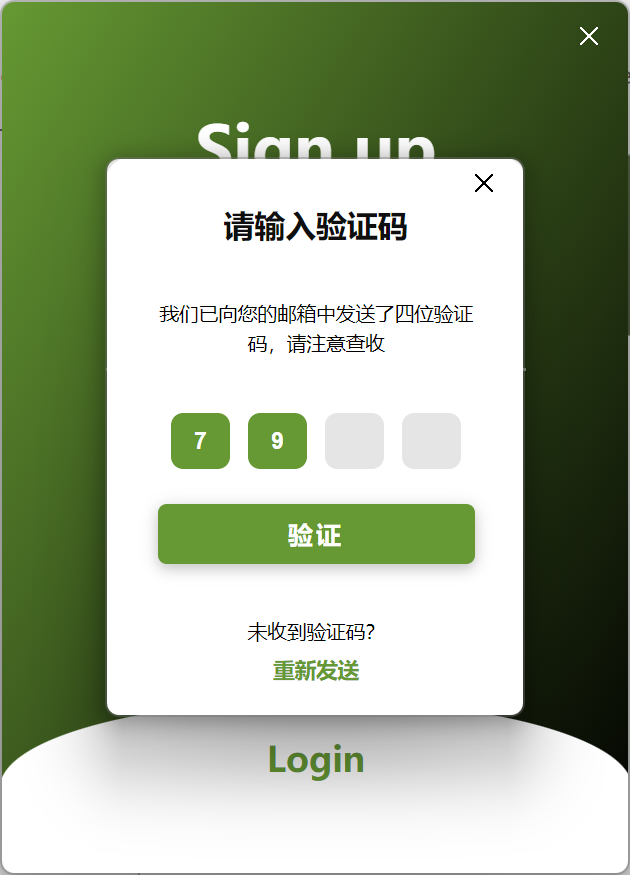 Sign up
请输入验证码
我们已向您的邮箱中发送了四位验证
码，请注意查收
7 9
验证
未收到验证码？
重新发送
Login